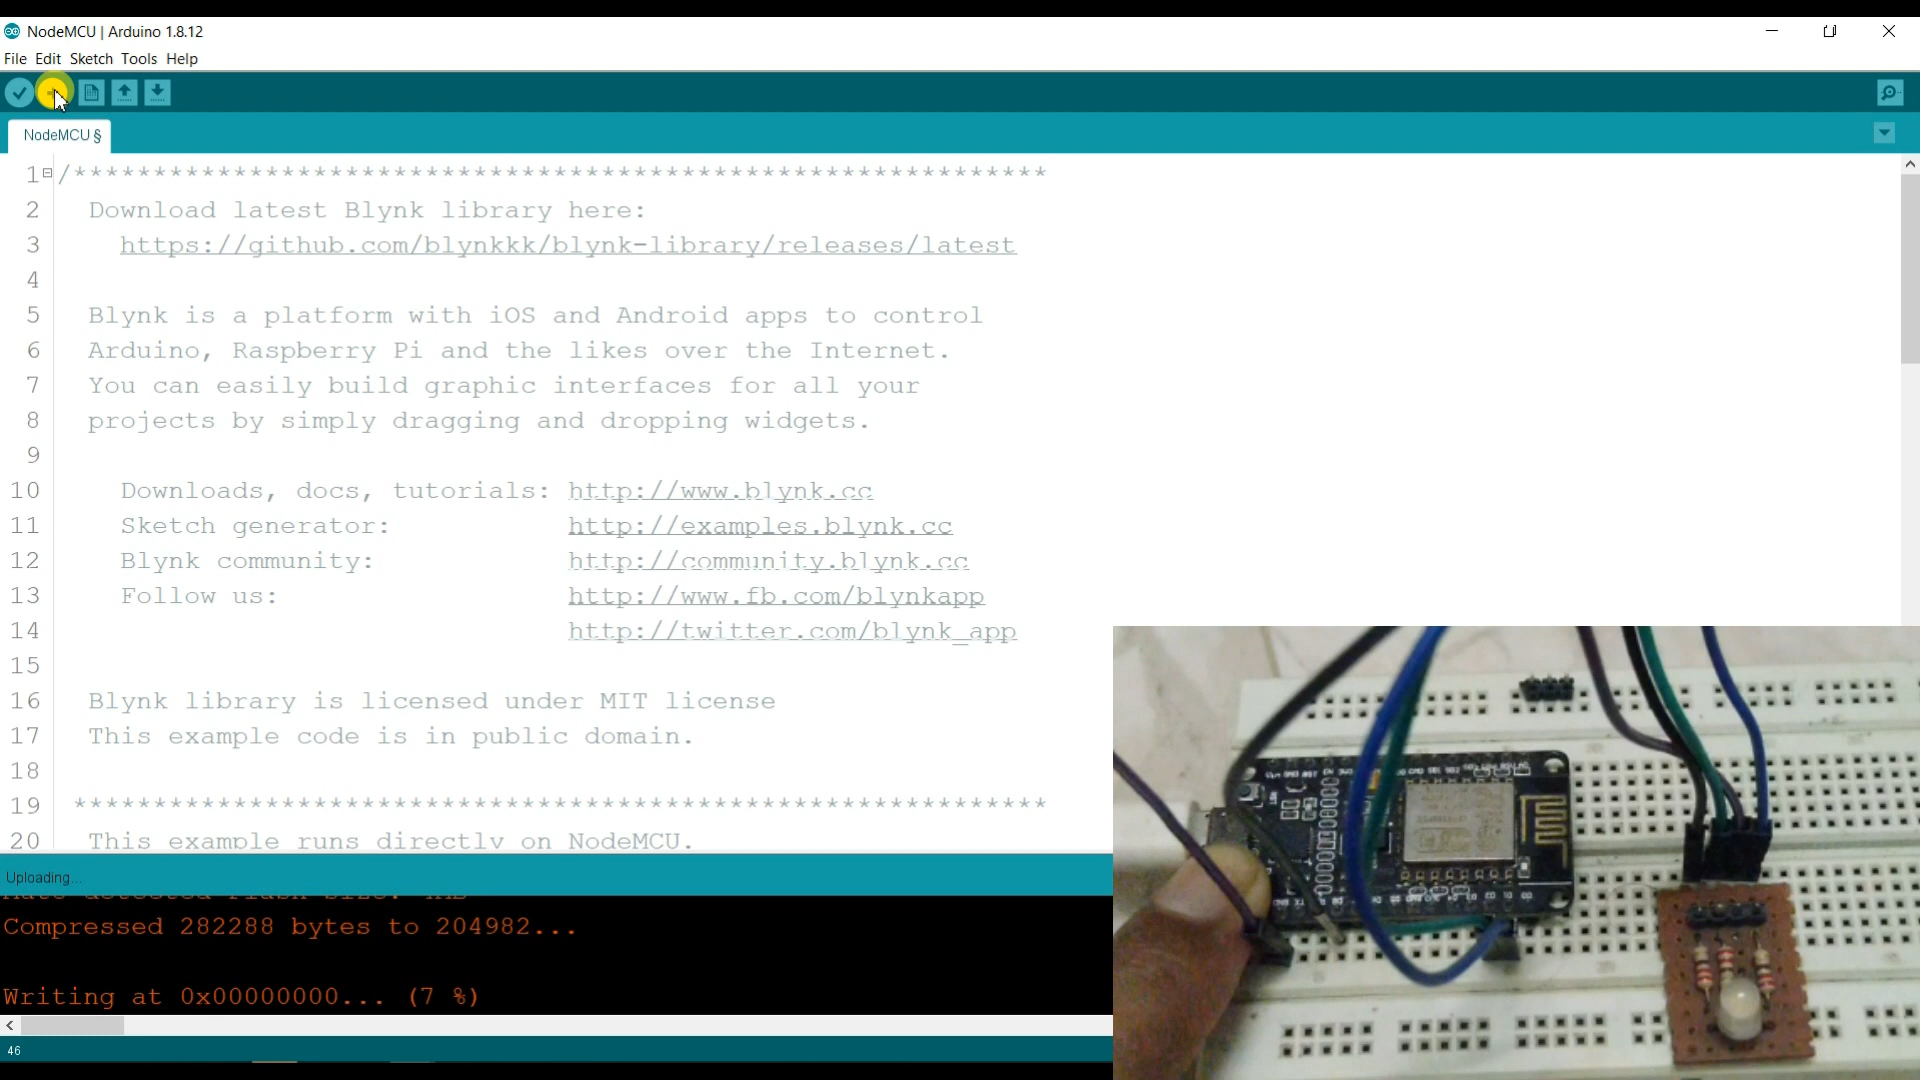 NodeMCU | Arduino 1.8.12
File Edit Sketch Tools Help
NodeMCU §
1 /*************************************************************
2 Download latest Blynk library here:
3 https://github.com/blynkkk/blynk-library/releases/latest
4
5 Blynk is a platform with iOS and Android apps to control
6 Arduino, Raspberry Pi and the likes over the Internet.
7 You can easily build graphic interfaces for all your
8 projects by simply dragging and dropping widgets.
9
10 Downloads, docs, tutorials: http://www.blynk.cc
11 Sketch generator: http://examples.blynk.cc
12 Blynk community: http://community.blynk.cc
13 Follow us: http://www.fb.com/blynkapp
14 http://twitter.com/blynk_app
15
16 Blynk library is licensed under MIT license
17 This example code is in public domain.
18
19 *************************************************************
20 This example runs directly on NodeMCU.
Uploading...
Compressed 282288 bytes to 204982...
Writing at 0x00000000... (7 %)
46